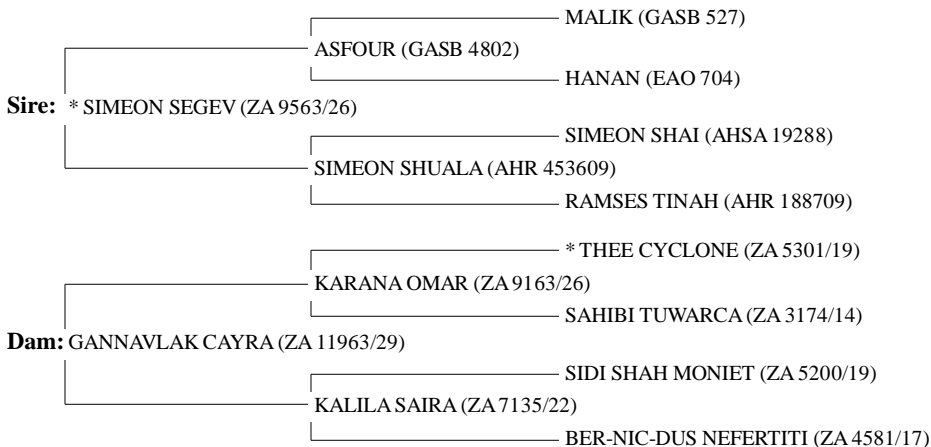 MALIK (GASB 527)
ASFOUR (GASB 4802)
HANAN (EAO 704)
Sire: * SIMEON SEGEV (ZA 9563/26)
SIMEON SHAI (AHSA 19288)
SIMEON SHUALA (AHR 453609)
RAMSES TINAH (AHR 188709)
* THEE CYCLONE (ZA 5301/19)
KARANA OMAR (ZA 9163/26)
SAHIBI TUWARCA (ZA 3174/14)
Dam: GANNAVLAK CAYRA (ZA 11963/29)
SIDI SHAH MONIET (ZA 5200/19)
KALILA SAIRA (ZA 7135/22)
BER-NIC-DUS NEFERTITI (ZA 4581/17)